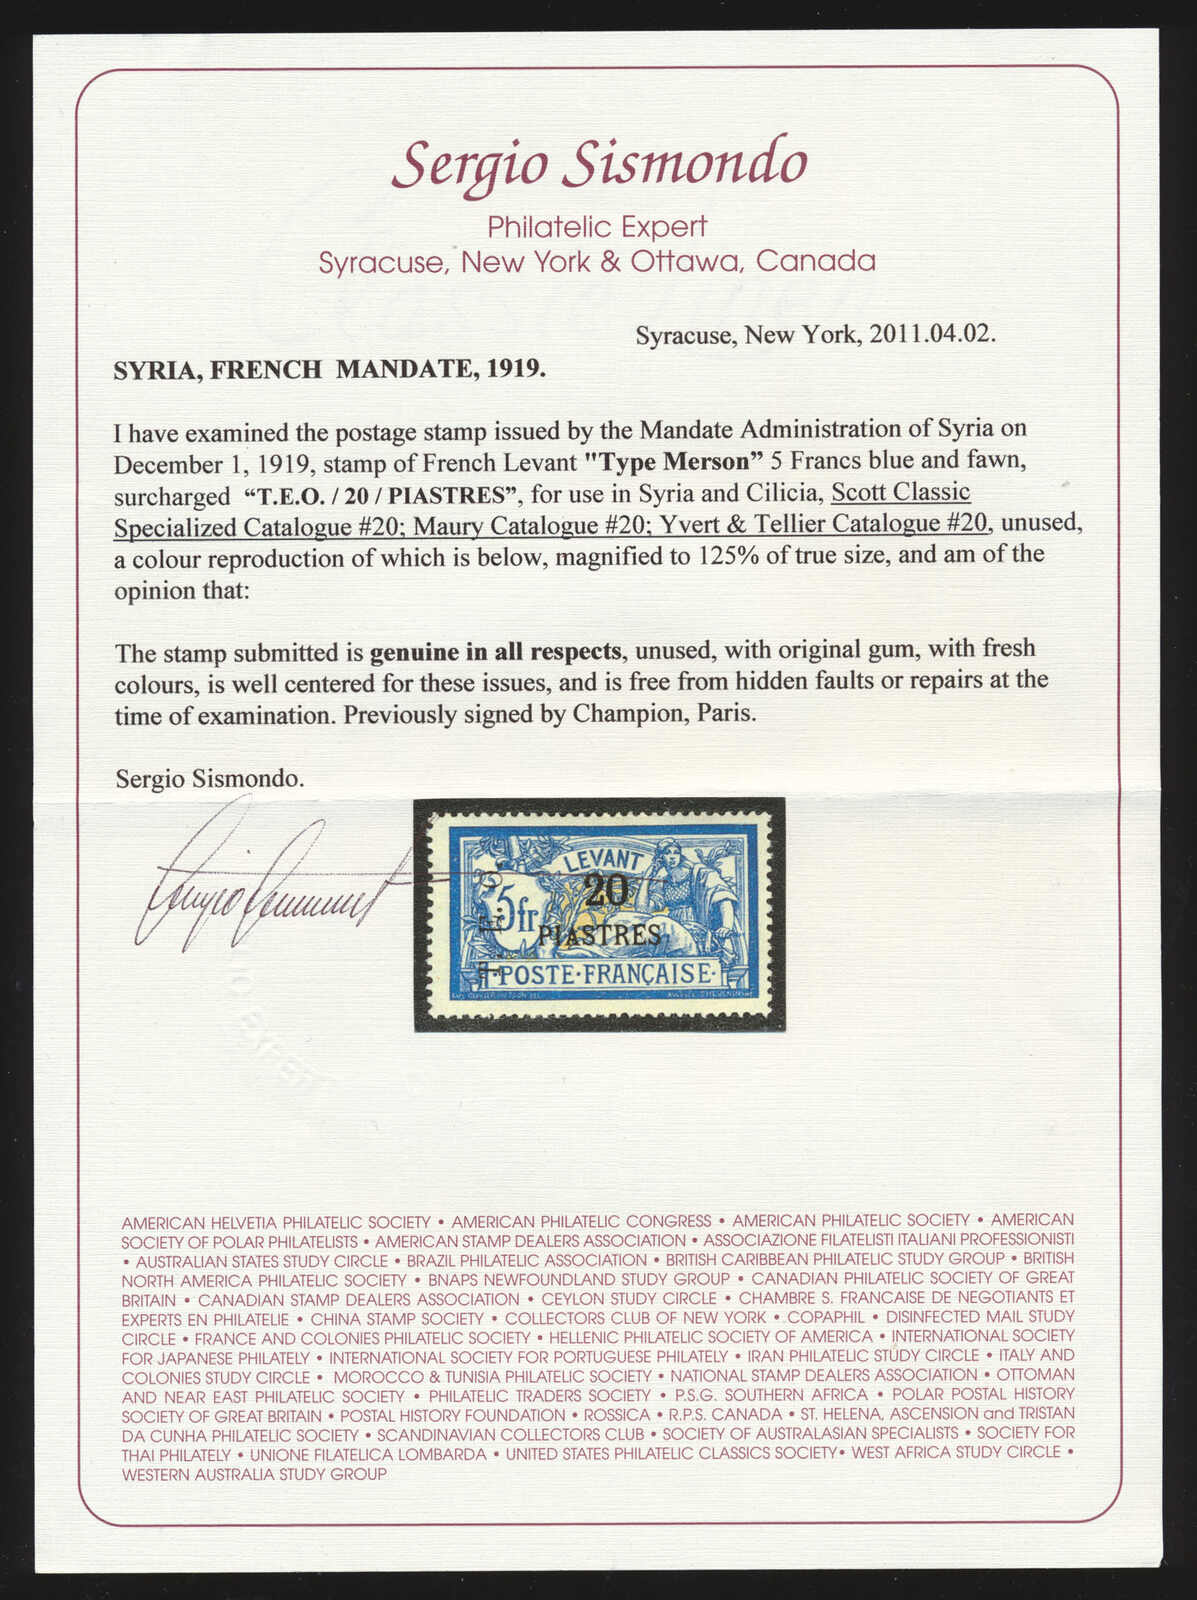 Sergio Sismondo
Philatelic Expert
Syracuse, New York & Ottawa, Canada
Syracuse, New York, 2011.04.02.
SYRIA, FRENCH MANDATE, 1919.
I have examined the postage stamp issued by the Mandate Administration of Syria on
December 1, 1919, stamp of French Levant "Type Merson” 5 Francs blue and fawn,
surcharged “T.E.O. / 20 / PIASTRES”, for use in Syria and Cilicia, Scott Classic
Specialized Catalogue #20; Maury Catalogue #20; Yvert & Tellier Catalogue #20, unused,
a colour reproduction of which is below, magnified to 125% of true size, and am of the
opinion that:
The stamp submitted is genuine in all respects, unused, with original gum, with fresh
colours, is well centered for these issues, and is free from hidden faults or repairs at the
time of examination. Previously signed by Champion, Paris.
Sergio Sismondo.
LEVANT
20
5fr
PIASTRES
T. E. O.
POSTE·FRANÇAISE·
AMERICAN HELVETIA PHILATELIC SOCIETY • AMERICAN PHILATELIC CONGRESS • AMERICAN PHILATELIC SOCIETY • AMERICAN
SOCIETY OF POLAR PHILATELISTS • AMERICAN STAMP DEALERS ASSOCIATION • ASSOCIAZIONE FILATELISTI ITALIANI PROFESSIONISTI
• AUSTRALIAN STATES STUDY CIRCLE • BRAZIL PHILATELIC ASSOCIATION • BRITISH CARIBBEAN PHILATELIC STUDY GROUP • BRITISH
NORTH AMERICA PHILATELIC SOCIETY • BNAPS NEWFOUNDLAND STUDY GROUP • CANADIAN PHILATELIC SOCIETY OF GREAT
BRITAIN • CANADIAN STAMP DEALERS ASSOCIATION • CEYLON STUDY CIRCLE • CHAMBRE S. FRANCAISE DE NEGOTIANTS ET
EXPERTS EN PHILATELIE • CHINA STAMP SOCIETY • COLLECTORS CLUB OF NEW YORK • COPAPHIL • DISINFECTED MAIL STUDY
CIRCLE • FRANCE AND COLONIES PHILATELIC SOCIETY • HELLENIC PHILATELIC SOCIETY OF AMERICA • INTERNATIONAL SOCIETY
FOR JAPANESE PHILATELY • INTERNATIONAL SOCIETY FOR PORTUGUESE PHILATELY • IRAN PHILATELIC STUDY CIRCLE • ITALY AND
COLONIES STUDY CIRCLE • MOROCCO & TUNISIA PHILATELIC SOCIETY • NATIONAL STAMP DEALERS ASSOCIATION • OTTOMAN
AND NEAR EAST PHILATELIC SOCIETY • PHILATELIC TRADERS SOCIETY • P.S.G. SOUTHERN AFRICA • POLAR POSTAL HISTORY
SOCIETY OF GREAT BRITAIN • POSTAL HISTORY FOUNDATION • ROSSICA • R.P.S. CANADA • ST. HELENA, ASCENSION and TRISTAN
DA CUNHA PHILATELIC SOCIETY • SCANDINAVIAN COLLECTORS CLUB • SOCIETY OF AUSTRALASIAN SPECIALISTS • SOCIETY FOR
THAI PHILATELY • UNIONE FILATELICA LOMBARDA • UNITED STATES PHILATELIC CLASSICS SOCIETY• WEST AFRICA STUDY CIRCLE •
WESTERN AUSTRALIA STUDY GROUP